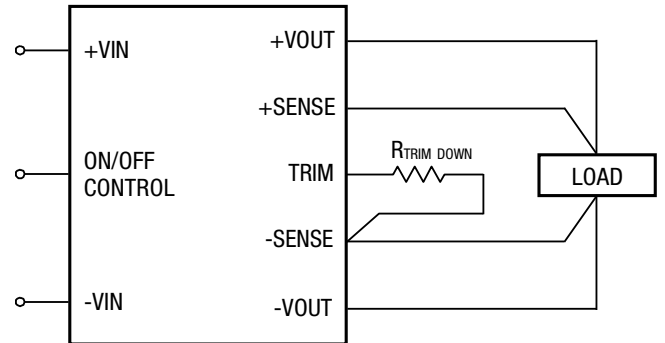 +VIN
ON/OFF
CONTROL
-VIN
+VOUT
+SENSE
TRIM
-SENSE
-VOUT
RTRIM DOWN
LOAD